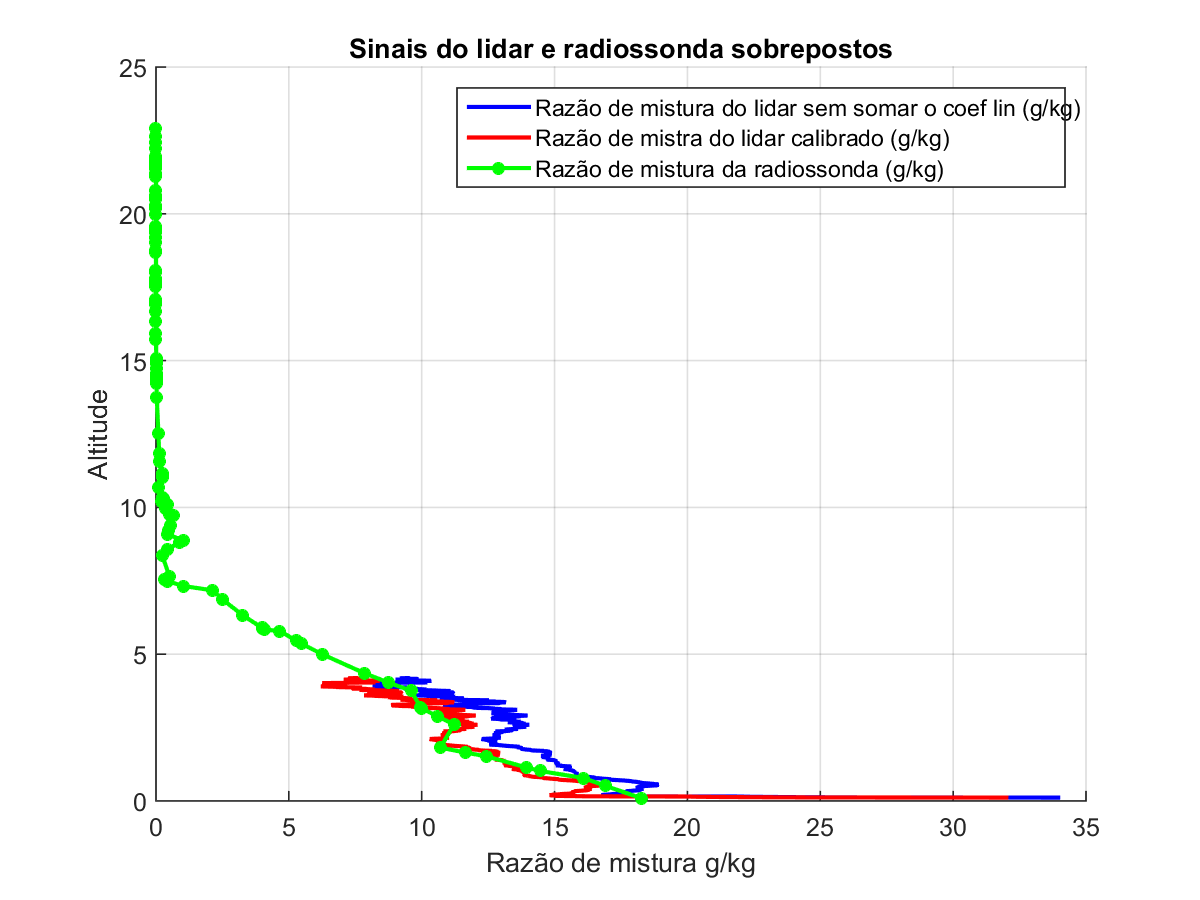 Sinais do lidar e radiossonda sobrepostos
25
Razão de mistura do lidar sem somar o coef lin (g/kg)
Razão de mistra do lidar calibrado (g/kg)
Razão de mistura da radiossonda (g/kg)
20
15
Altitude
10
5
0
0 5 10 15 20 25 30 35
Razão de mistura g/kg